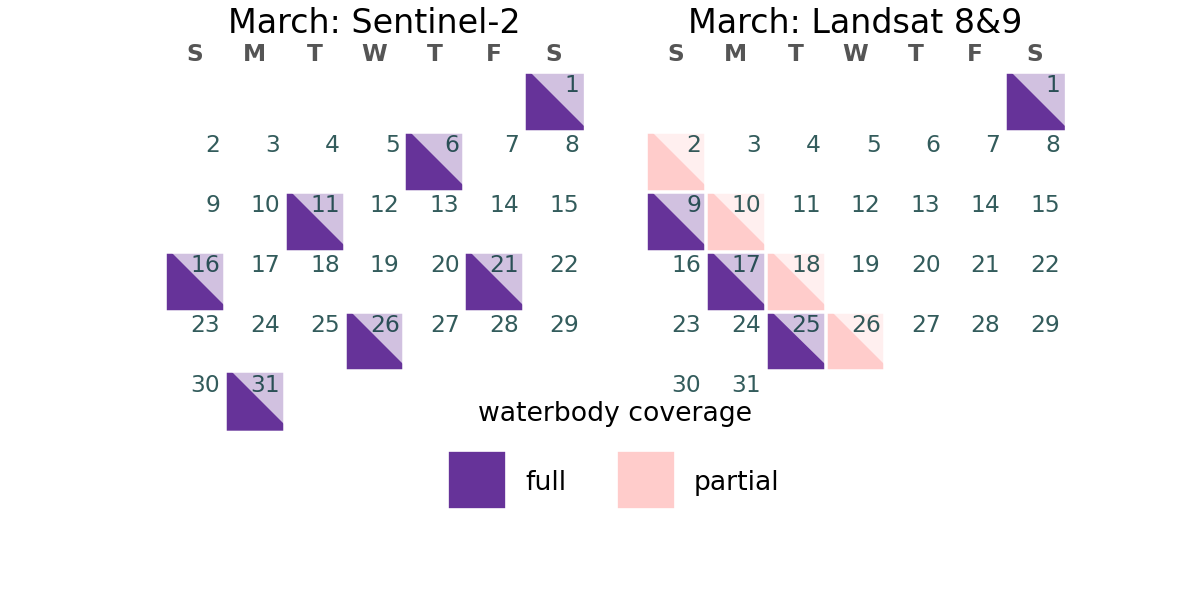 March: Sentinel-2
S M T W T F S
1
2 3 4 5 6 7 8
9 10 11 12 13 14 15
16 17 18 19 20 21 22
23 24 25 26 27 28 29
30 31
March: Landsat 8&9
S M T W T F S
1
2 3 4 5 6 7 8
9 10 11 12 13 14 15
16 17 18 19 20 21 22
23 24 25 26 27 28 29
30 31
waterbody coverage
full partial